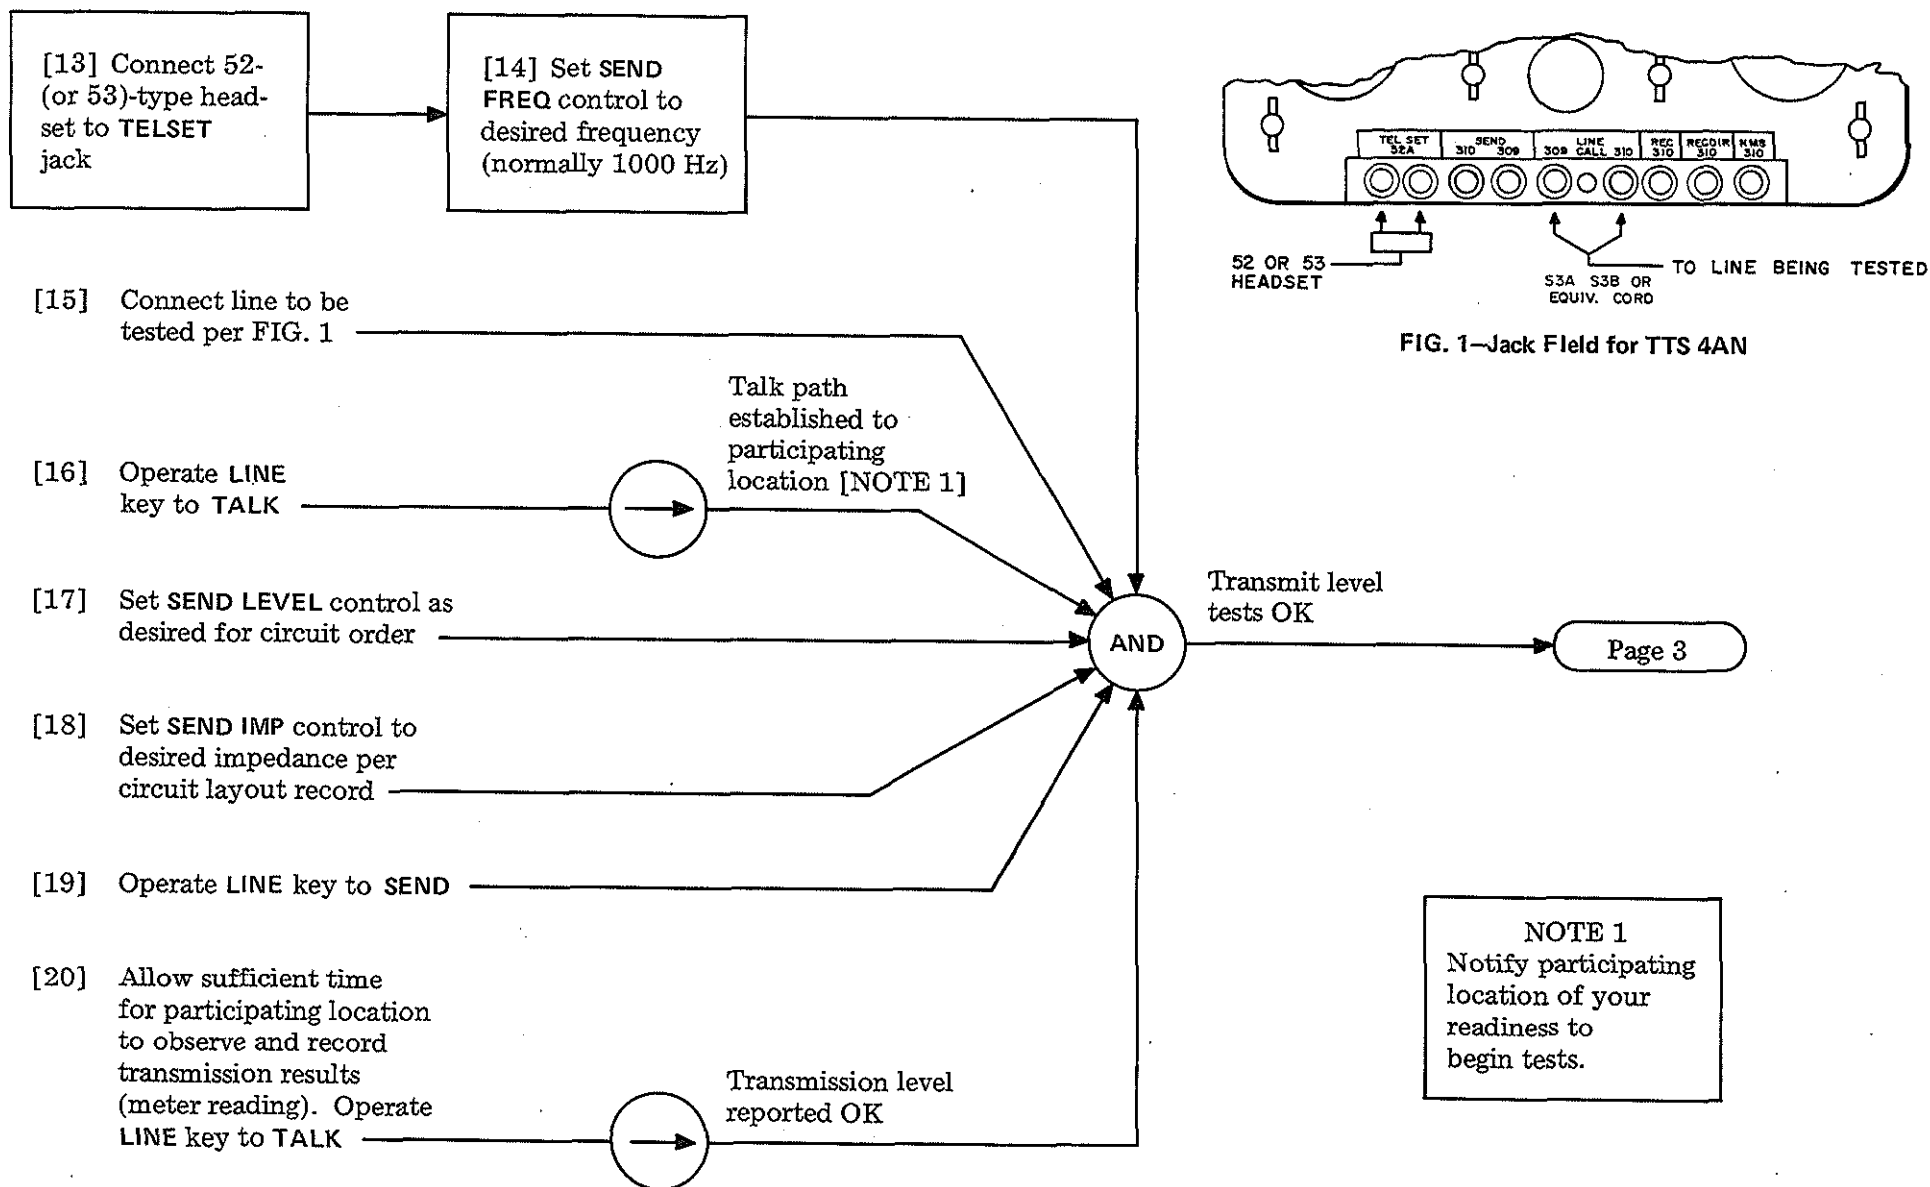 [13] Connect 52-
(or 53)-type head-
set to TELSET
jack
[14] Set SEND
FREQ control to
desired frequency
(normally 1000 Hz)
TEL SET
52A
SEND
310 309
LINE
309 CALL 310
REC
310
RECDIR
310
NMS
310
52 OR 53
HEADSET
S3A S3B OR
EQUIV. CORD
TO LINE BEING TESTED
FIG. 1—Jack Field for TTS 4AN
[15] Connect line to be
tested per FIG. 1
Talk path
established to
participating
location [NOTE 1]
[16] Operate LINE
key to TALK
[17] Set SEND LEVEL control as
desired for circuit order
AND
Transmit level
tests OK
Page 3
[18] Set SEND IMP control to
desired impedance per
circuit layout record
[19] Operate LINE key to SEND
[20] Allow sufficient time
for participating location
to observe and record
transmission results
(meter reading). Operate
LINE key to TALK
Transmission level
reported OK
NOTE 1
Notify participating
location of your
readiness to
begin tests.